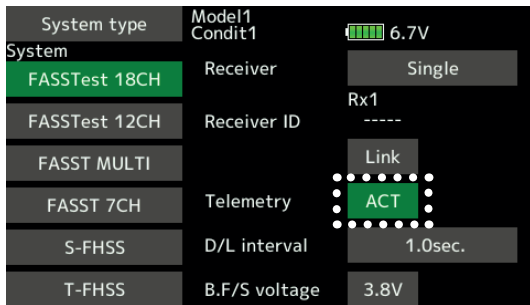 System type
Model1
Condit1
6.7V
System
FASSTest 18CH
FASSTest 12CH
FASST MULTI
FASST 7CH
S-FHSS
T-FHSS
Receiver
Single
Rx1
Receiver ID
-----
Link
Telemetry
ACT
D/L interval
1.0sec.
B.F/S voltage
3.8V